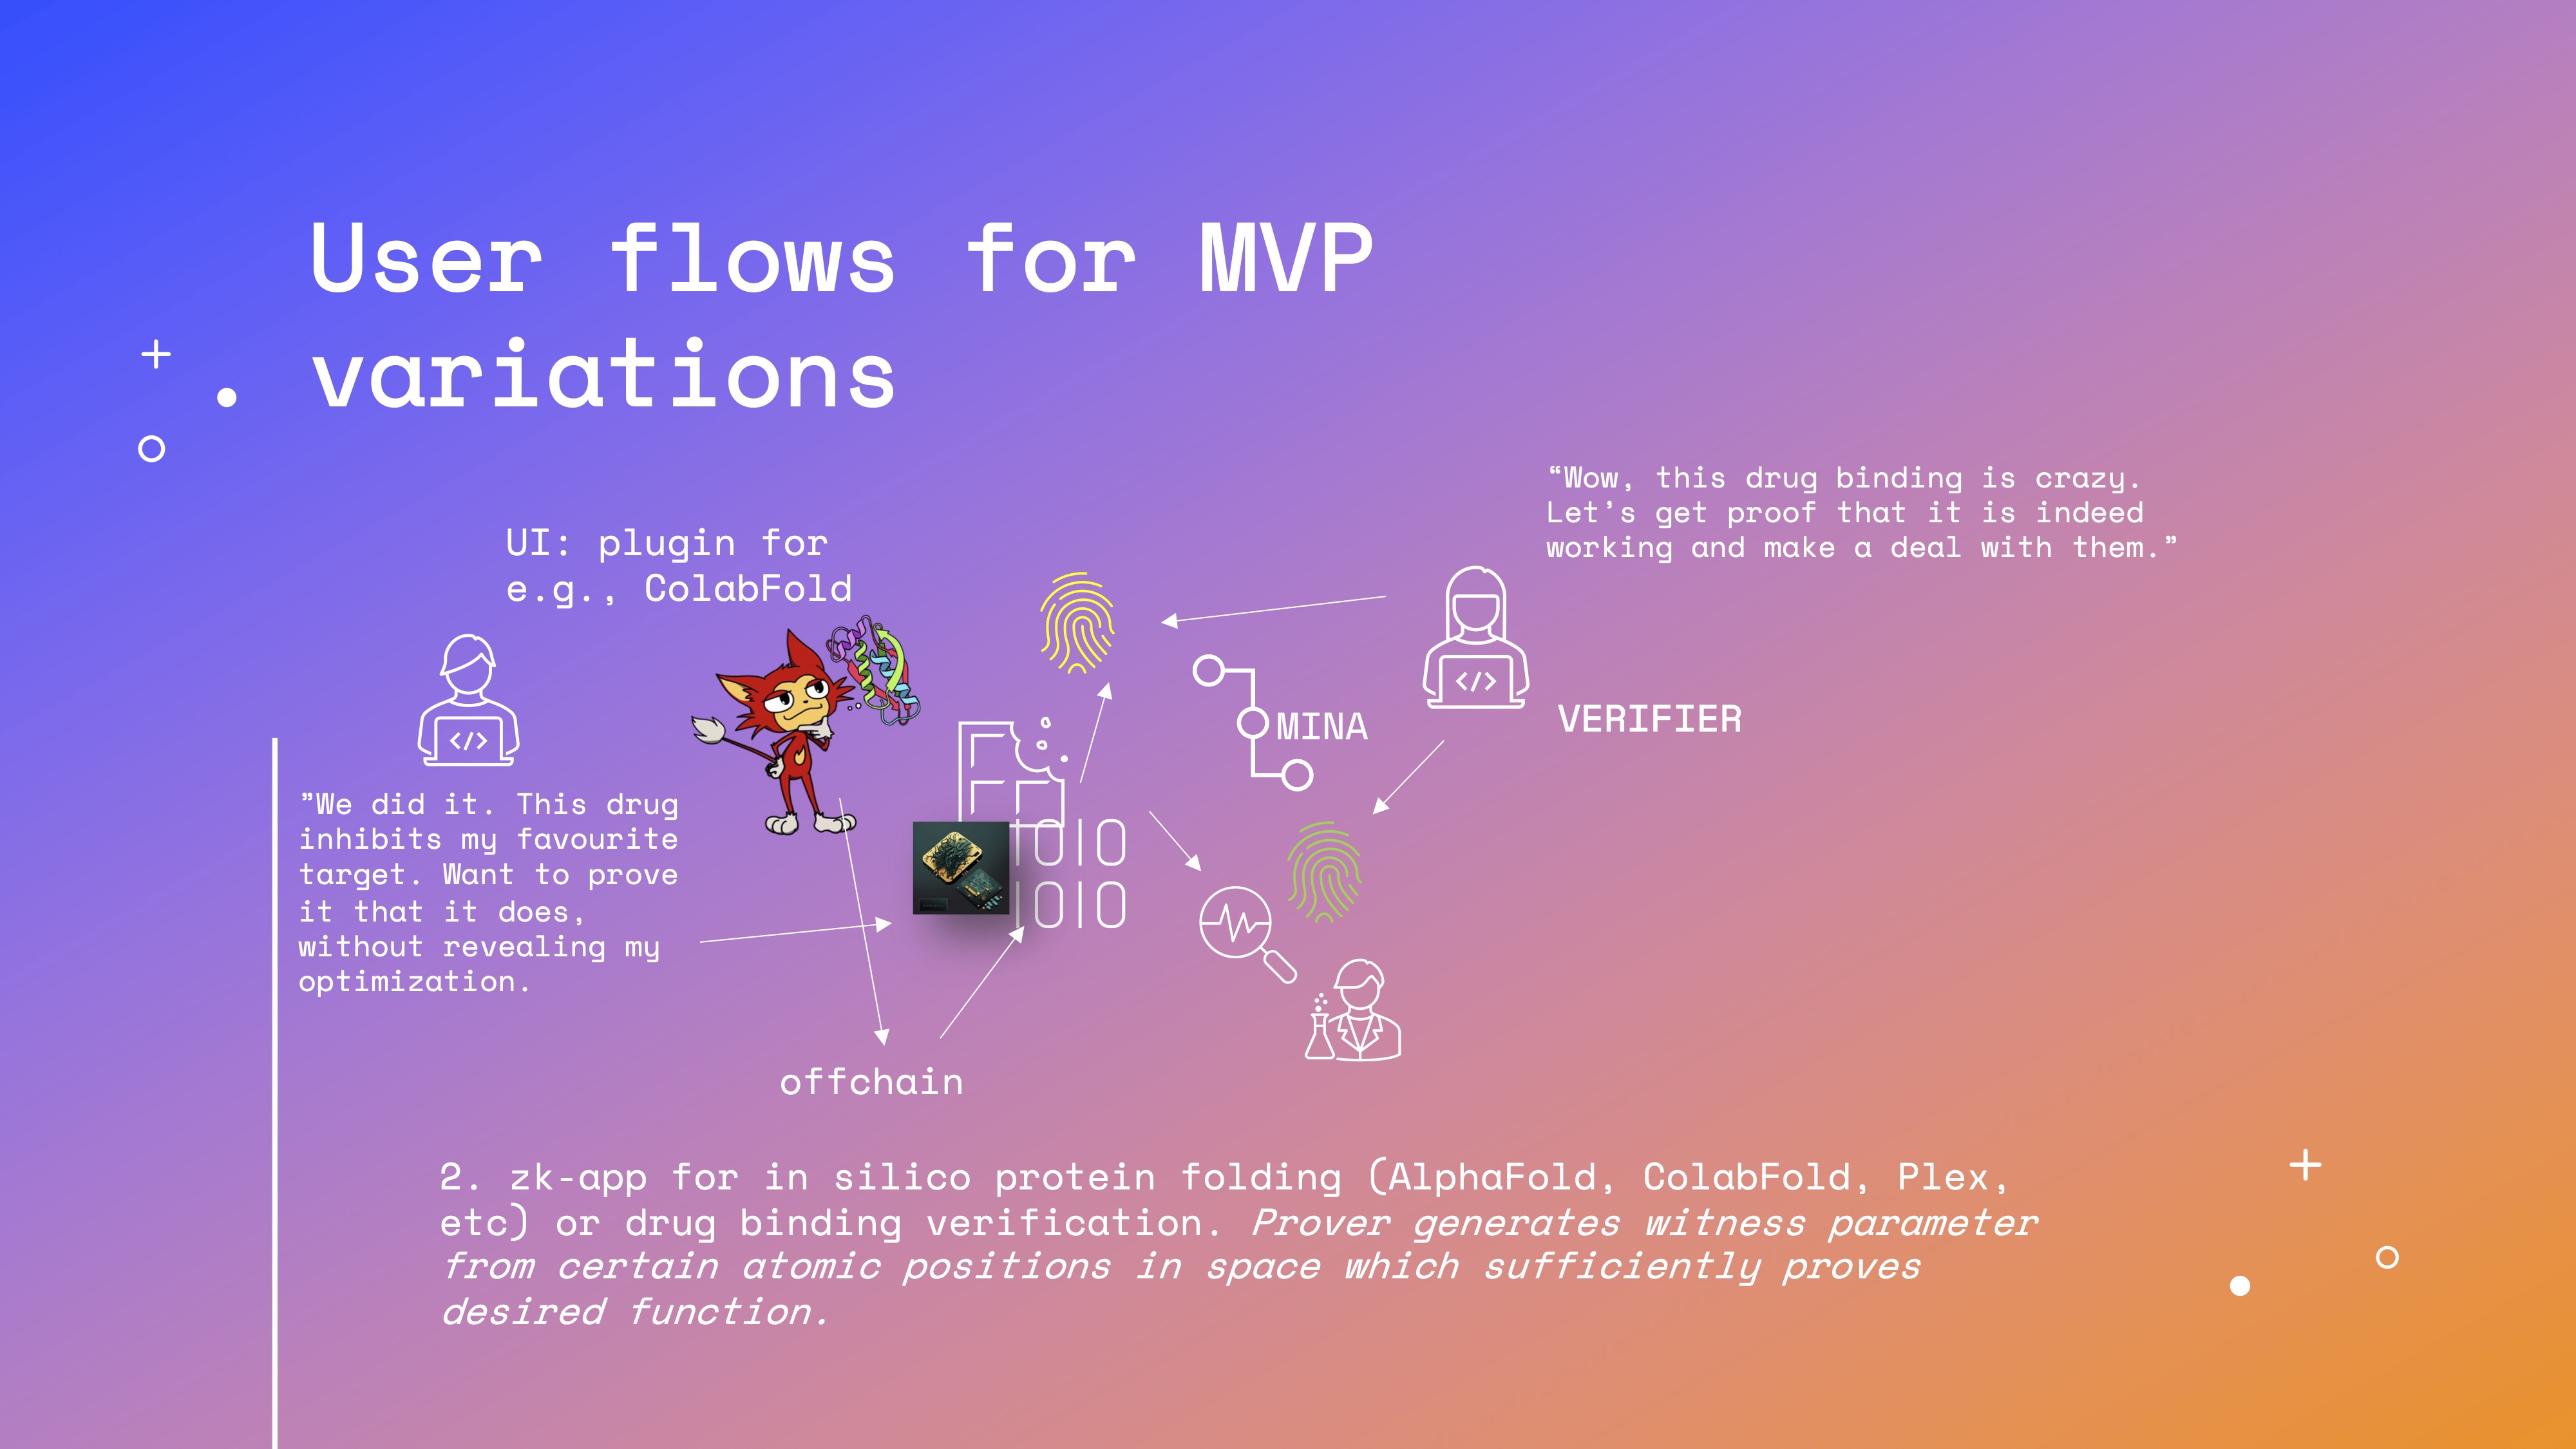 User flows for MVP
variations
"Wow, this drug binding is crazy.
Let's get proof that it is indeed
working and make a deal with them."
UI: plugin for
e.g., ColabFold
MINA
VERIFIER
"We did it. This drug
inhibits my favourite
target. Want to prove
it that it does,
without revealing my
optimization.
</>
</>
1010
1010
offchain
2. zk-app for in silico protein folding (AlphaFold, ColabFold, Plex,
etc) or drug binding verification. Prover generates witness parameter
from certain atomic positions in space which sufficiently proves
desired function.